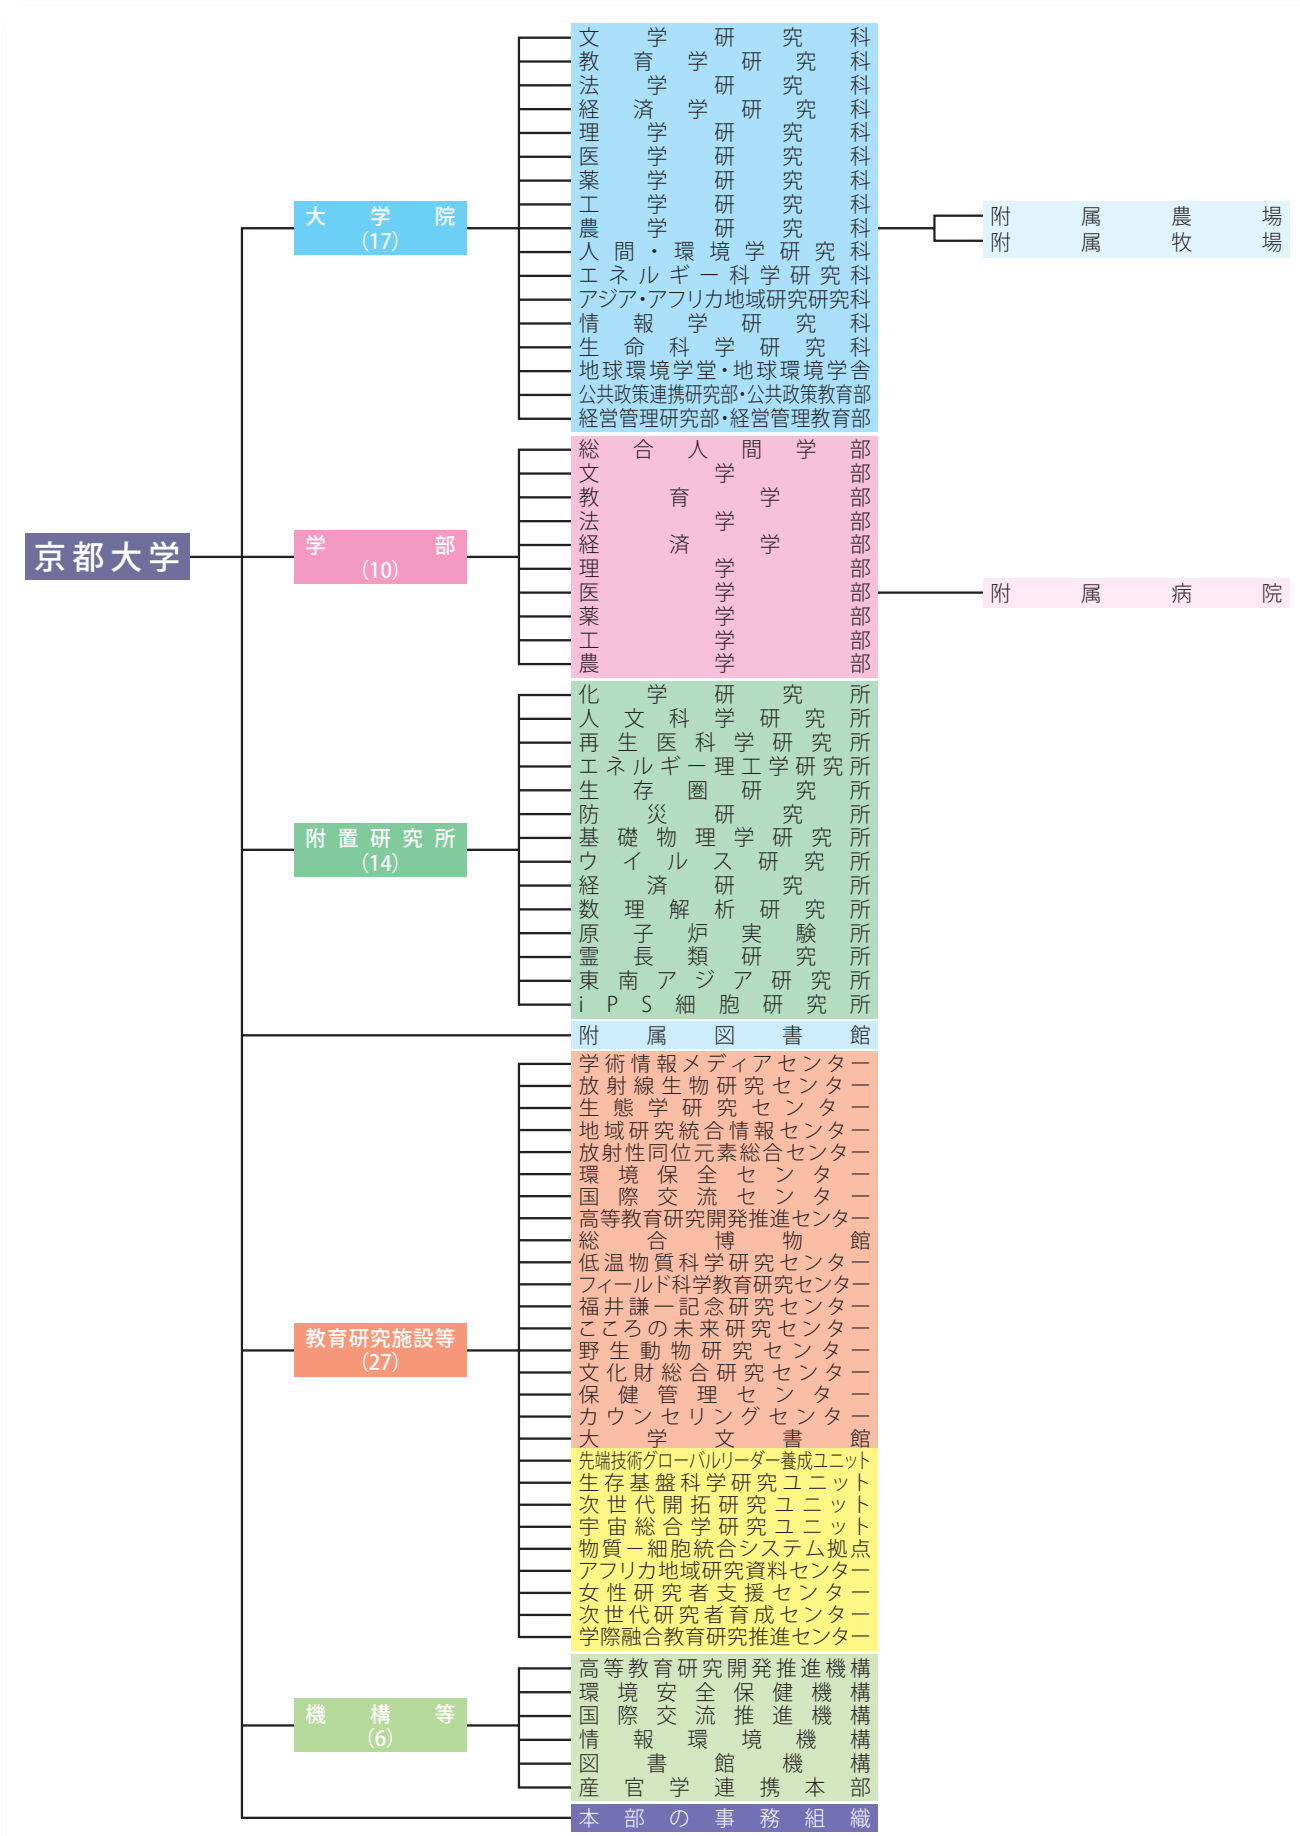 京都大学
大学院
(17)
文学研究科
教育学研究科
法学研究科
経済学研究科
理学研究科
医学研究科
薬学研究科
工学研究科
農学研究科
人間・環境学研究科
エネルギー科学研究科
アジア・アフリカ地域研究研究科
情報学研究科
生命科学研究科
地球環境学堂・地球環境学舎
公共政策連携研究部・公共政策教育部
経営管理研究部・経営管理教育部
附属農場
附属牧場
学部
(10)
総合人間学部
文学部
教育学部
法学部
経済学部
理学部
医学部
薬学部
工学部
農学部
附属病院
附置研究所
(14)
化学研究所
人文科学研究所
再生医科学研究所
エネルギー理工学研究所
生存圏研究所
防災研究所
基礎物理学研究所
ウイルス研究所
経済研究所
数理解析研究所
原子炉実験所
霊長類研究所
東南アジア研究所
iPS細胞研究所
附属図書館
教育研究施設等
(27)
学術情報メディアセンター
放射線生物研究センター
生態学研究センター
地域研究統合情報センター
放射性同位元素総合センター
環境保全センター
国際交流センター
高等教育研究開発推進センター
総合博物館
低温物質科学研究センター
フィールド科学教育研究センター
福井謙一記念研究センター
こころの未来研究センター
野生動物研究センター
文化財総合研究センター
保健管理センター
カウンセリングセンター
大学文書館
先端技術グローバルリーダー養成ユニット
生存基盤科学研究ユニット
次世代開拓研究ユニット
宇宙総合学研究ユニット
物質－細胞統合システム拠点
アフリカ地域研究資料センター
女性研究者支援センター
次世代研究者育成センター
学際融合教育研究推進センター
機構等
(6)
高等教育研究開発推進機構
環境安全保健機構
国際交流推進機構
情報環境機構
図書館機構
産官学連携本部
本部の事務組織